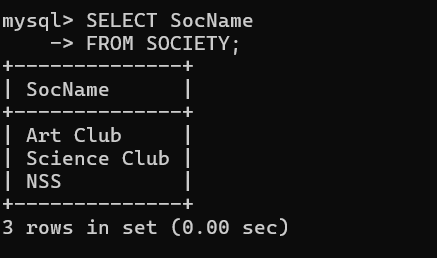 mysql> SELECT SocName
    -> FROM SOCIETY;
+--------------+
| SocName      |
+--------------+
| Art Club     |
| Science Club |
| NSS          |
+--------------+
3 rows in set (0.00 sec)